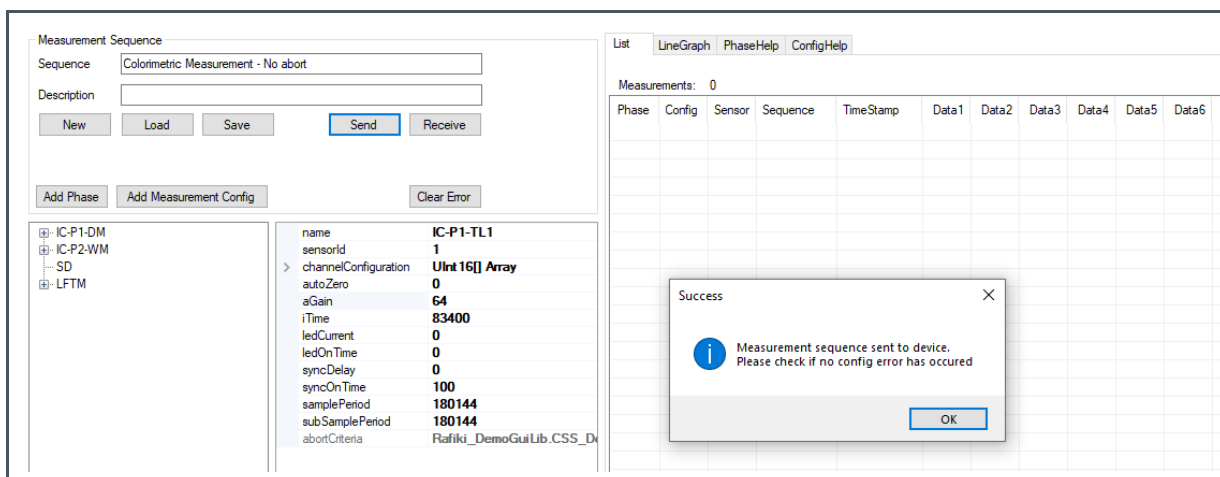 Measurement Sequence
Sequence Colorimetric Measurement - No abort
Description
New Load Save Send Receive
Add Phase Add Measurement Config Clear Error
IC-P1-DM
IC-P2-WM
SD
LFTM
name IC-P1-TL1
sensorId 1
channelConfiguration UInt16[] Array
autoZero 0
aGain 64
iTime 83400
ledCurrent 0
ledOnTime 0
syncDelay 0
syncOnTime 100
samplePeriod 180144
subSamplePeriod 180144
abortCriteria Rafiki_DemoGuiLib.CSS_De
List LineGraph PhaseHelp ConfigHelp
Measurements: 0
Phase Config Sensor Sequence TimeStamp Data1 Data2 Data3 Data4 Data5 Data6
Success
Measurement sequence sent to device.
Please check if no config error has occured
OK